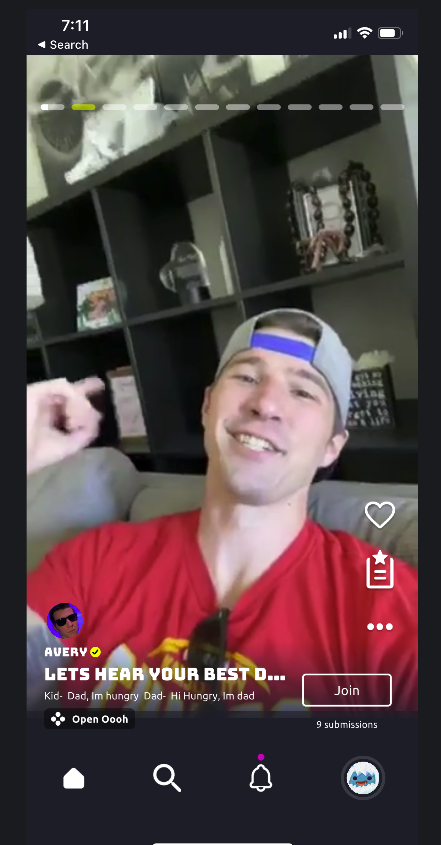 7:11
◀ Search
AVERY
LETS HEAR YOUR BEST D...
Kid- Dad, Im hungry Dad- Hi Hungry, Im dad
Join
Open Oooh
9 submissions